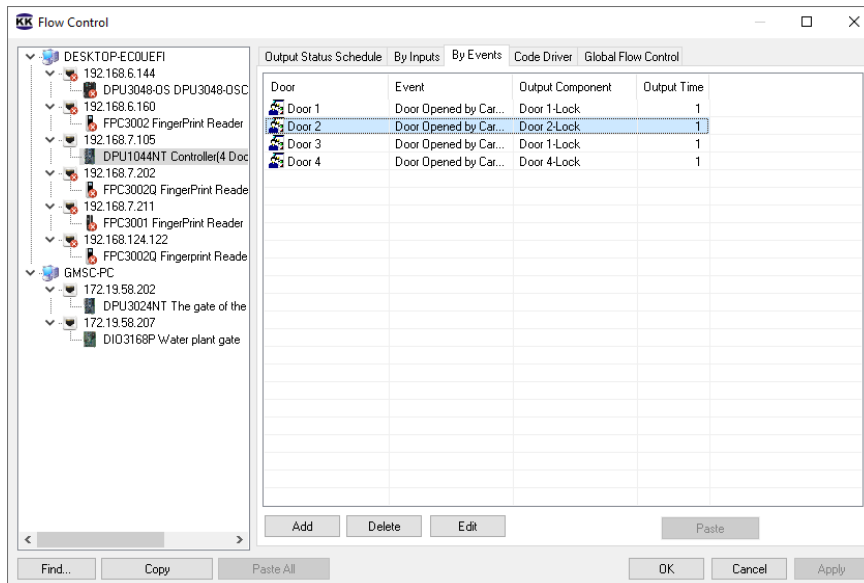 KK Flow Control
DESKTOP-EC0UEFI
192.168.6.144
DPU3048-OS DPU3048-OSC
192.168.6.160
FPC3002 FingerPrint Reader
192.168.7.105
DPU1044NT Controller(4 Doc
192.168.7.202
FPC3002Q FingerPrint Reade
192.168.7.211
FPC3001 FingerPrint Reader
192.168.124.122
FPC3002Q Fingerprint Reade
GMSC-PC
172.19.58.202
DPU3024NT The gate of the
172.19.58.207
DIO3168P Water plant gate
Output Status Schedule By Inputs By Events Code Driver Global Flow Control
Door Event Output Component Output Time
Door 1 Door Opened by Car... Door 1-Lock 1
Door 2 Door Opened by Car... Door 2-Lock 1
Door 3 Door Opened by Car... Door 1-Lock 1
Door 4 Door Opened by Car... Door 4-Lock 1
Add Delete Edit Paste
Find... Copy Paste All OK Cancel Apply